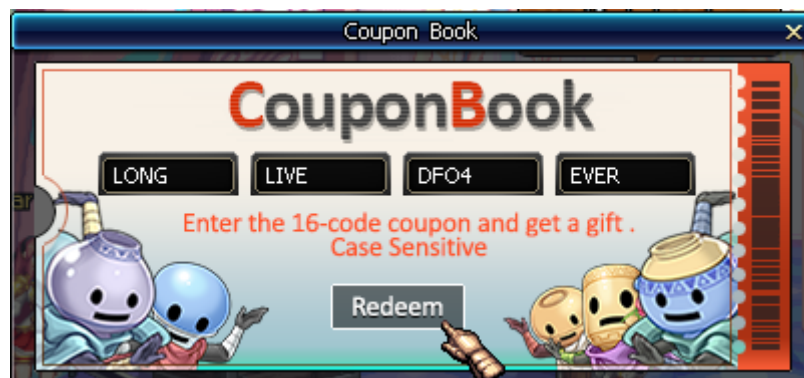 Coupon Book
CouponBook
LONG LIVE DFO4 EVER
Enter the 16-code coupon and get a gift .
Case Sensitive
Redeem